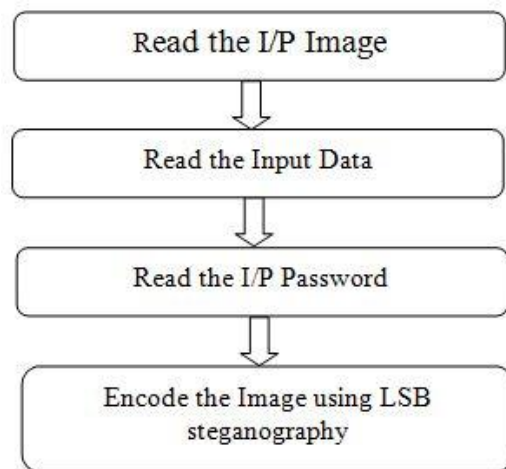 Read the I/P Image
Read the Input Data
Read the I/P Password
Encode the Image using LSB
steganography